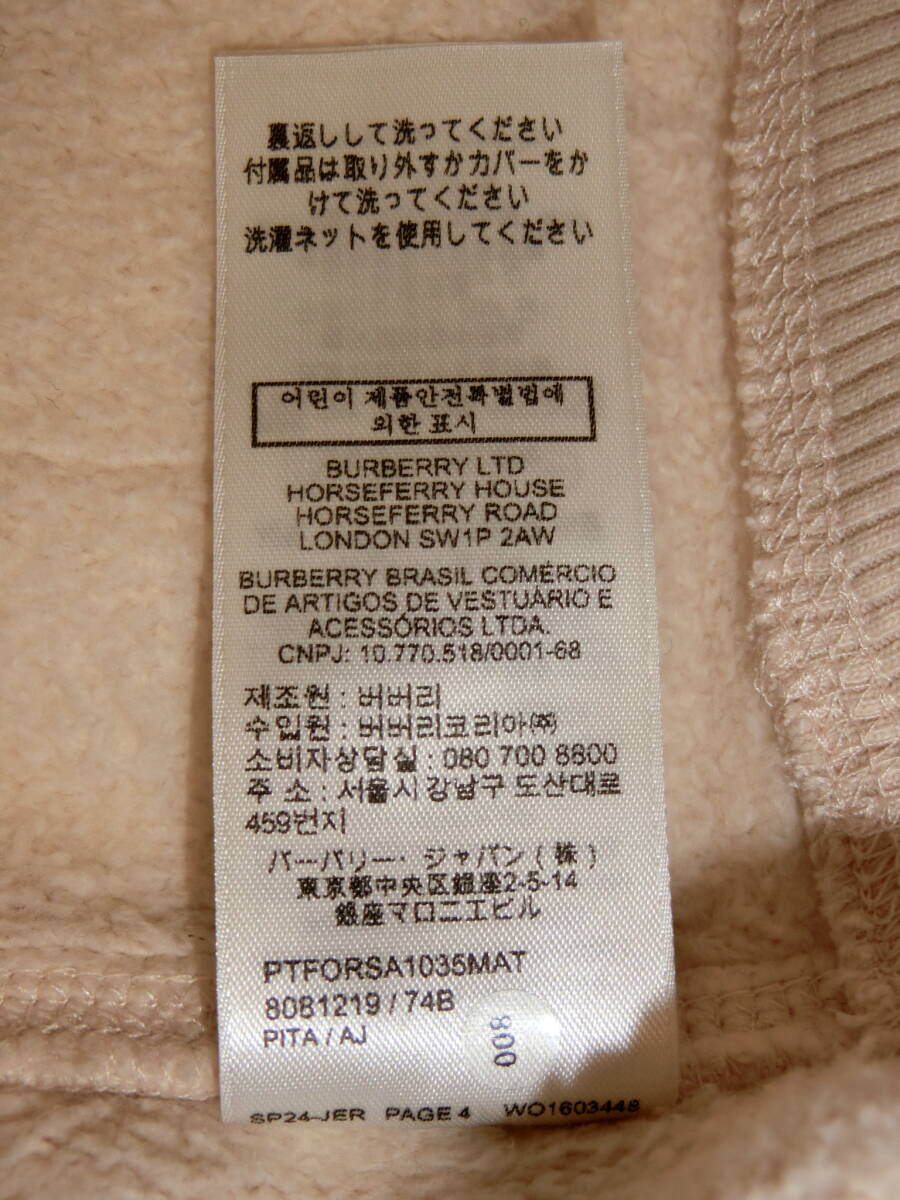 裏返しして洗ってください
付属品は取り外すかカバーをか
けて洗ってください
洗濯ネットを使用してください
어린이 제품안전특별법에
의한 표시
BURBERRY LTD
HORSEFERRY HOUSE
HORSEFERRY ROAD
LONDON SW1P 2AW
BURBERRY BRASIL COMÉRCIO
DE ARTIGOS DE VESTUÁRIO E
ACESSÓRIOS LTDA.
CNPJ: 10.770.518/0001-68
제조원 : 버버리
수입원 : 버버리코리아㈜
소비자상담실 : 080 700 8800
주 소 : 서울시 강남구 도산대로
459번지
バーバリー・ジャパン(株)
東京都中央区銀座2-5-14
銀座マロニエビル
PTFORSA1035MAT
8081219 / 74B
PITA / AJ
008
SP24-JER PAGE 4 WO1603448